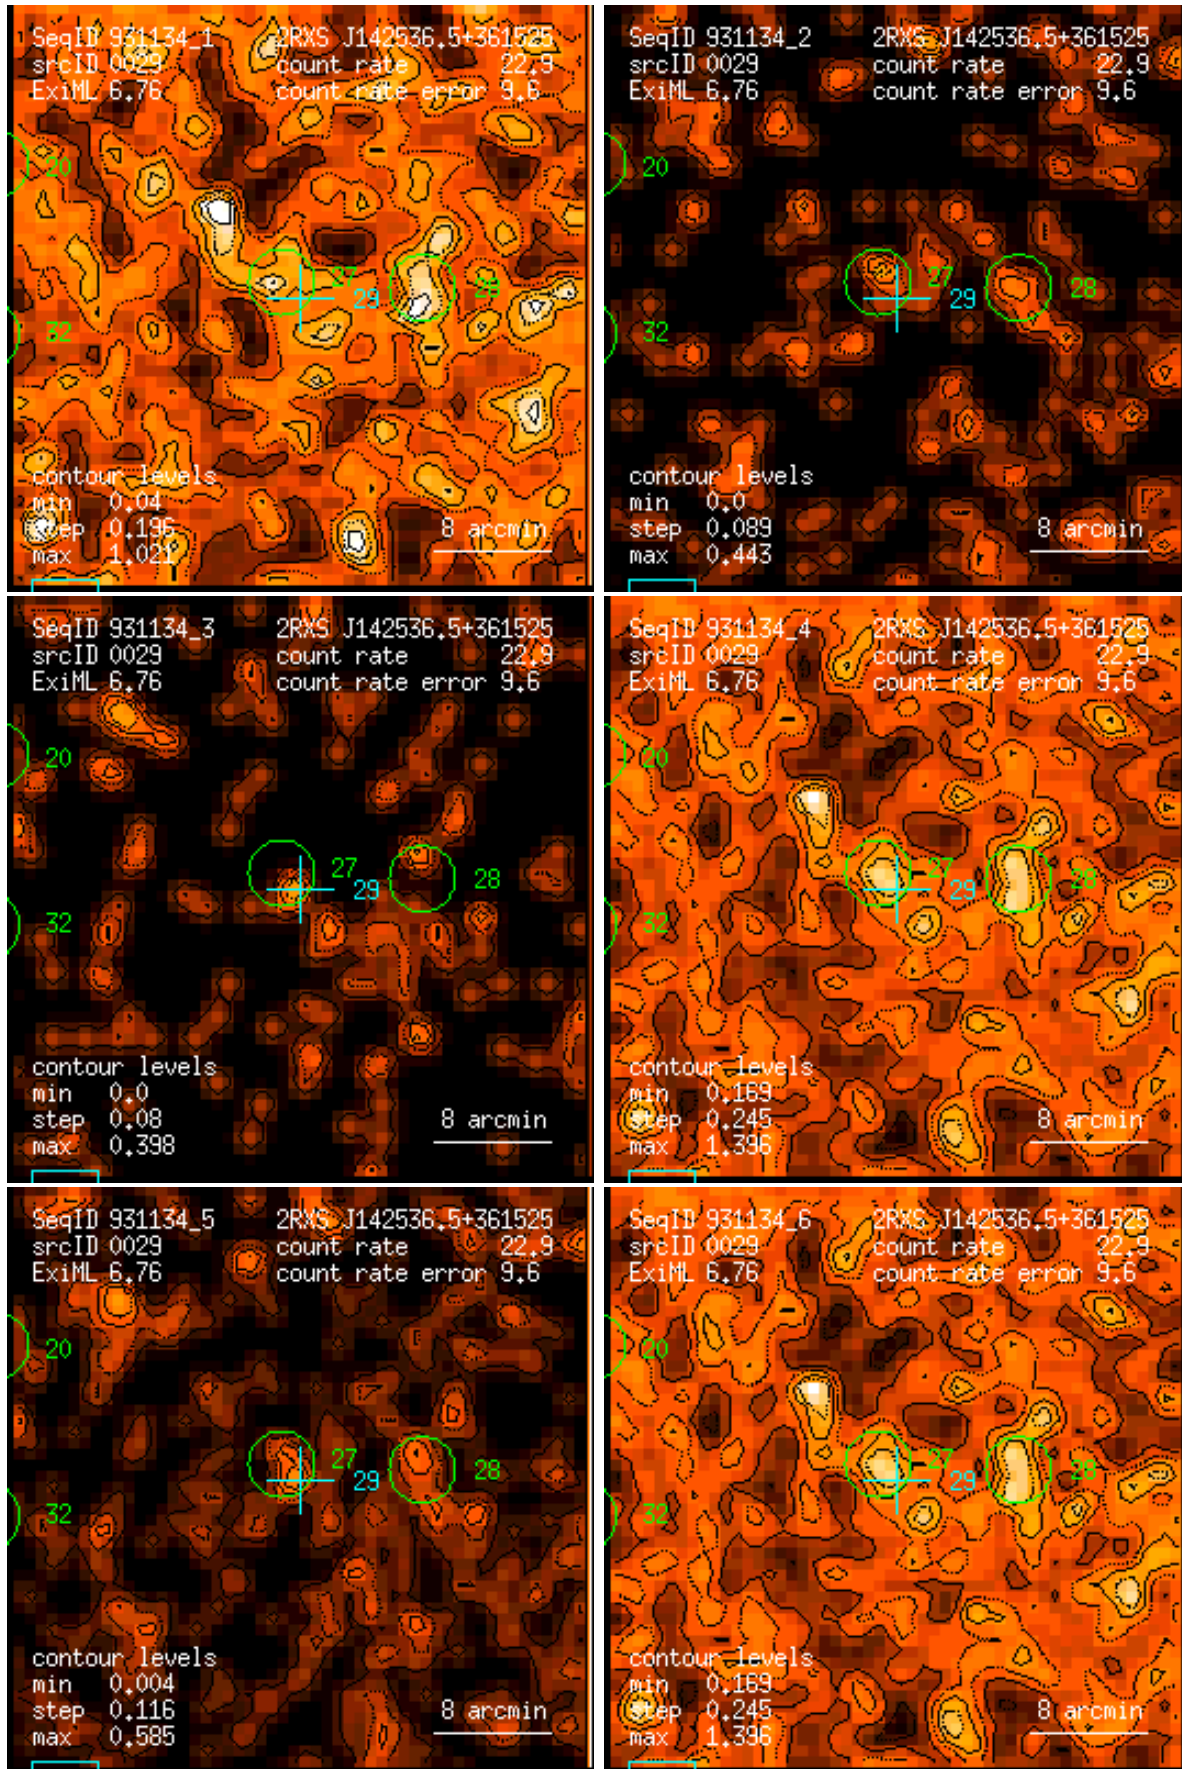 SeqID 931134_1 2RXS J142536.5+361525
srcID 0029 count rate 22.9
ExiML 6.76 count rate error 9.6
20
27
28
29
32
contour levels
min 0.04
step 0.196
max 1.021
8 arcmin
SeqID 931134_2 2RXS J142536.5+361525
srcID 0029 count rate 22.9
ExiML 6.76 count rate error 9.6
20
27
28
29
32
contour levels
min 0.0
step 0.089
max 0.443
8 arcmin
SeqID 931134_3 2RXS J142536.5+361525
srcID 0029 count rate 22.9
ExiML 6.76 count rate error 9.6
20
27
28
29
32
contour levels
min 0.0
step 0.08
max 0.398
8 arcmin
SeqID 931134_4 2RXS J142536.5+361525
srcID 0029 count rate 22.9
ExiML 6.76 count rate error 9.6
20
27
28
29
32
contour levels
min 0.169
step 0.245
max 1.396
8 arcmin
SeqID 931134_5 2RXS J142536.5+361525
srcID 0029 count rate 22.9
ExiML 6.76 count rate error 9.6
20
27
28
29
32
contour levels
min 0.004
step 0.116
max 0.585
8 arcmin
SeqID 931134_6 2RXS J142536.5+361525
srcID 0029 count rate 22.9
ExiML 6.76 count rate error 9.6
20
27
28
29
32
contour levels
min 0.169
step 0.245
max 1.396
8 arcmin